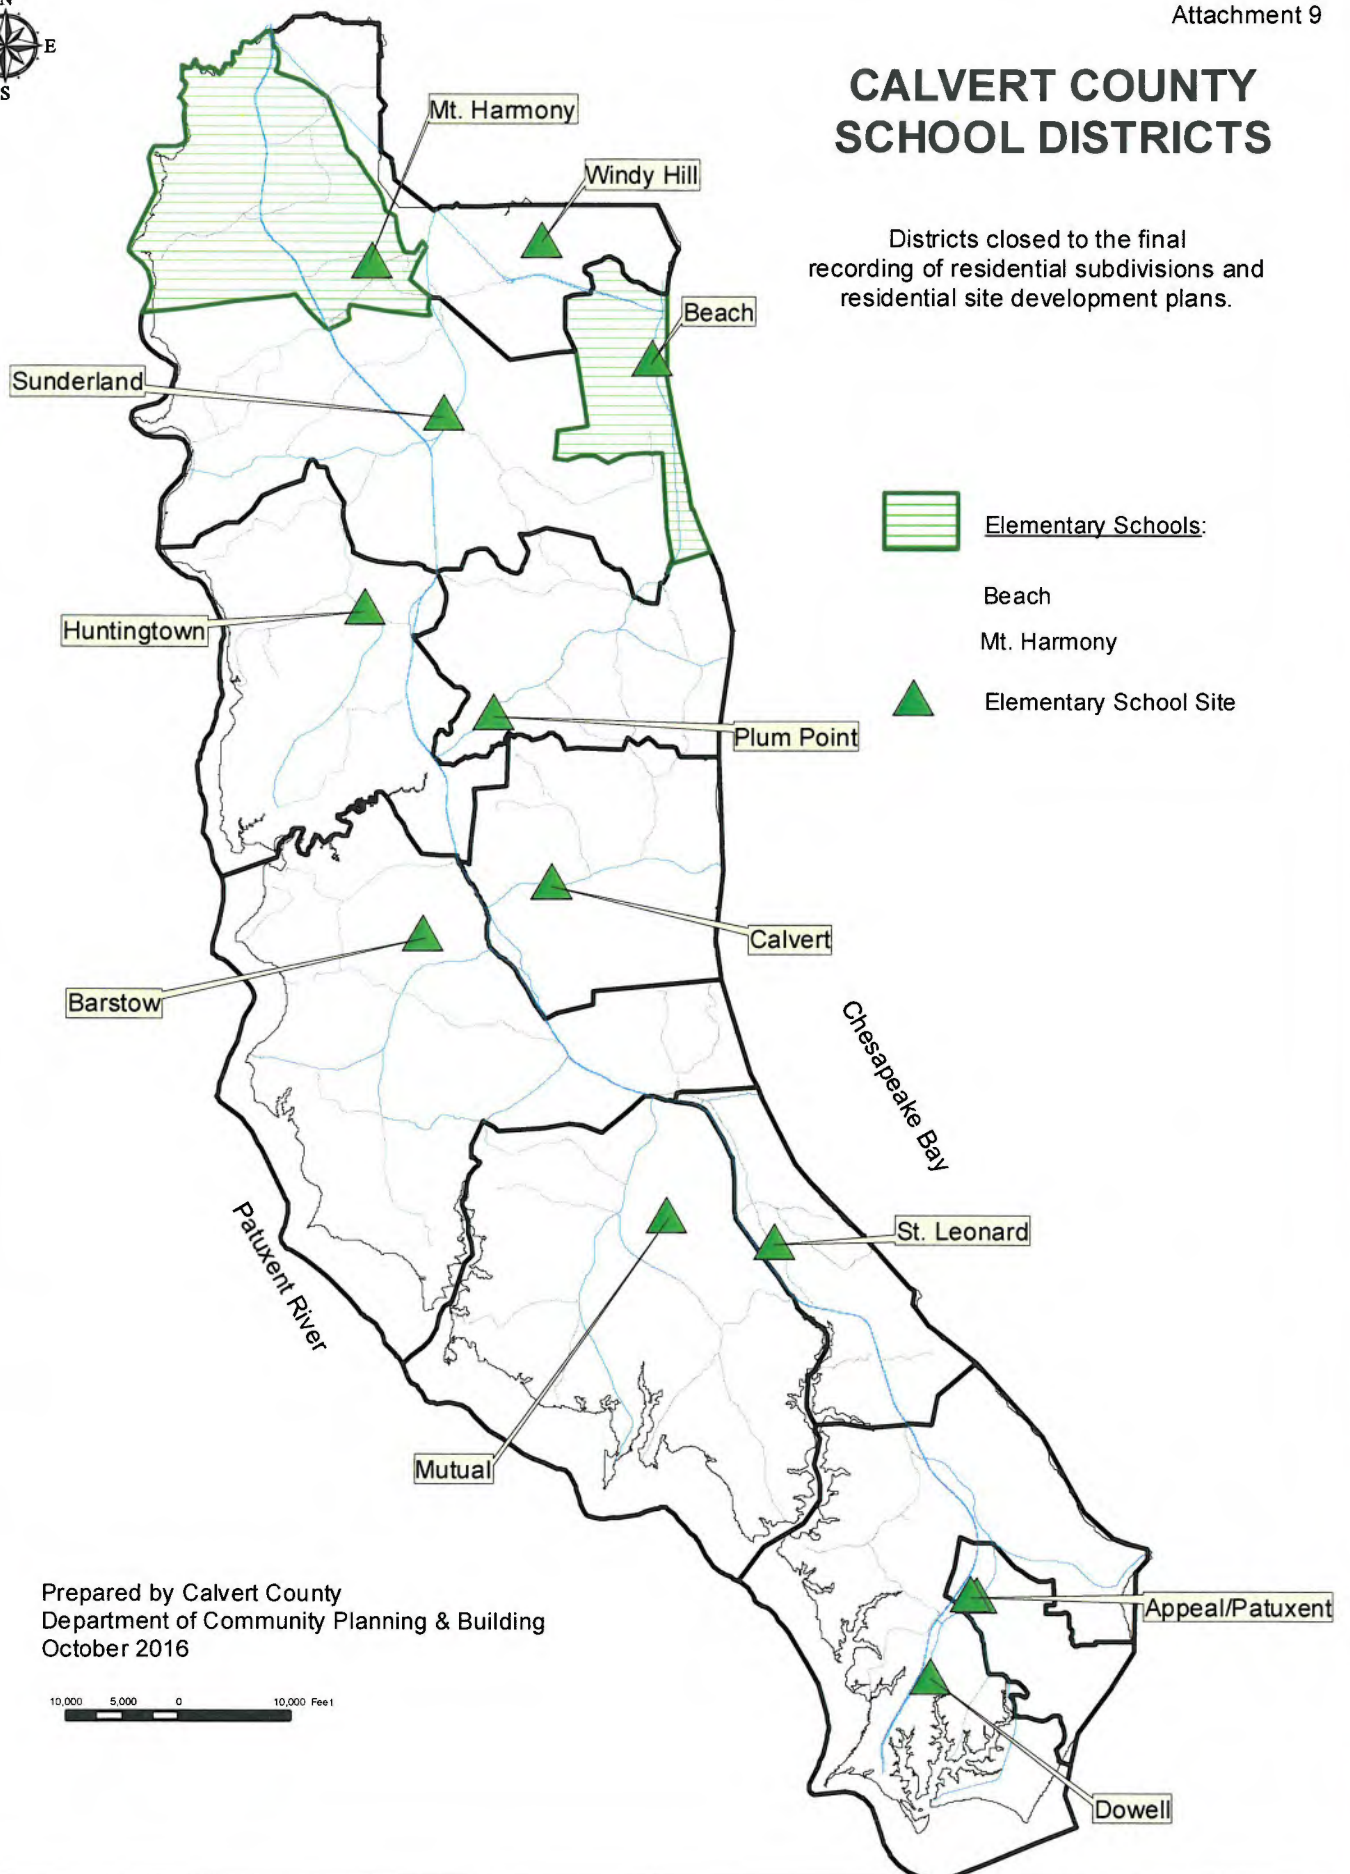 N
E
S
Attachment 9
CALVERT COUNTY
SCHOOL DISTRICTS
Districts closed to the final
recording of residential subdivisions and
residential site development plans.
Mt. Harmony
Windy Hill
Beach
Sunderland
Elementary Schools:
Beach
Mt. Harmony
Elementary School Site
Huntingtown
Plum Point
Calvert
Barstow
Chesapeake Bay
Patuxent River
St. Leonard
Mutual
Appeal/Patuxent
Dowell
Prepared by Calvert County
Department of Community Planning & Building
October 2016
10,000 5,000 0 10,000 Feet